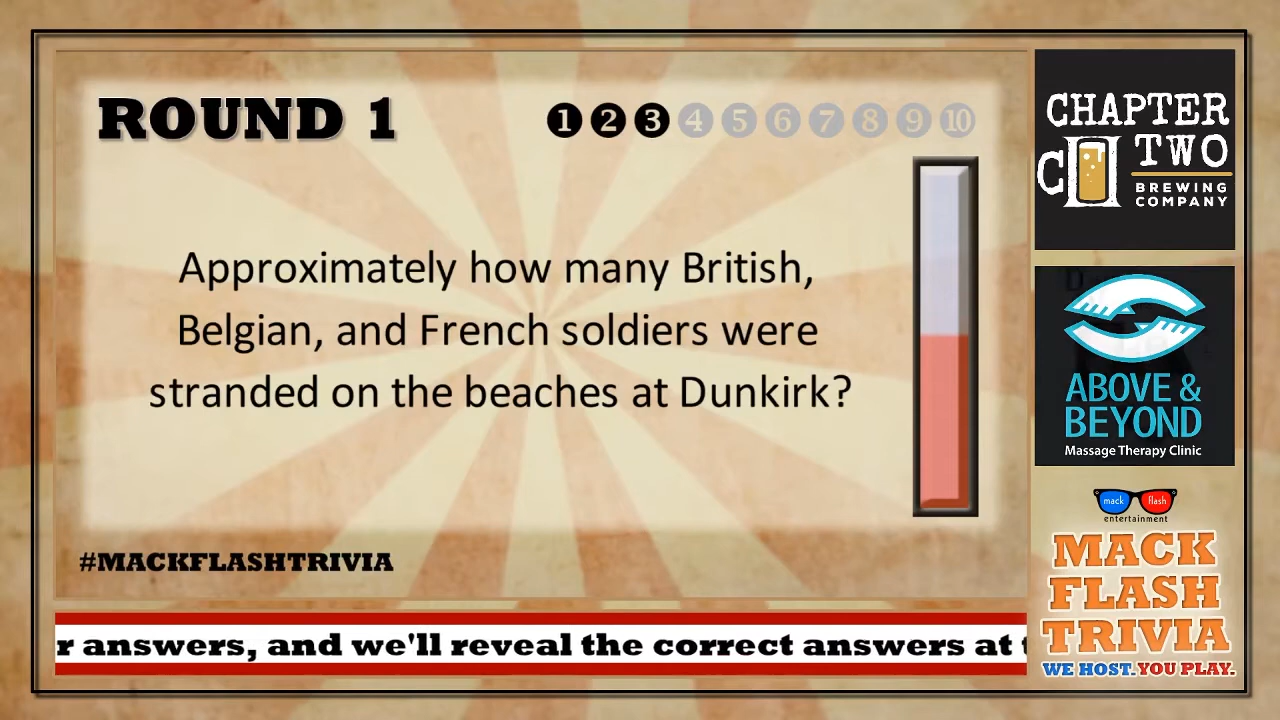 ROUND 1
1 2 3 4 5 6 7 8 9 10
Approximately how many British,
Belgian, and French soldiers were
stranded on the beaches at Dunkirk?
#MACKFLASHTRIVIA
r answers, and we'll reveal the correct answers at t
CHAPTER
TWO
C
BREWING
COMPANY
ABOVE &
BEYOND
Massage Therapy Clinic
mack flash
entertainment
MACK
FLASH
TRIVIA
WE HOST. YOU PLAY.